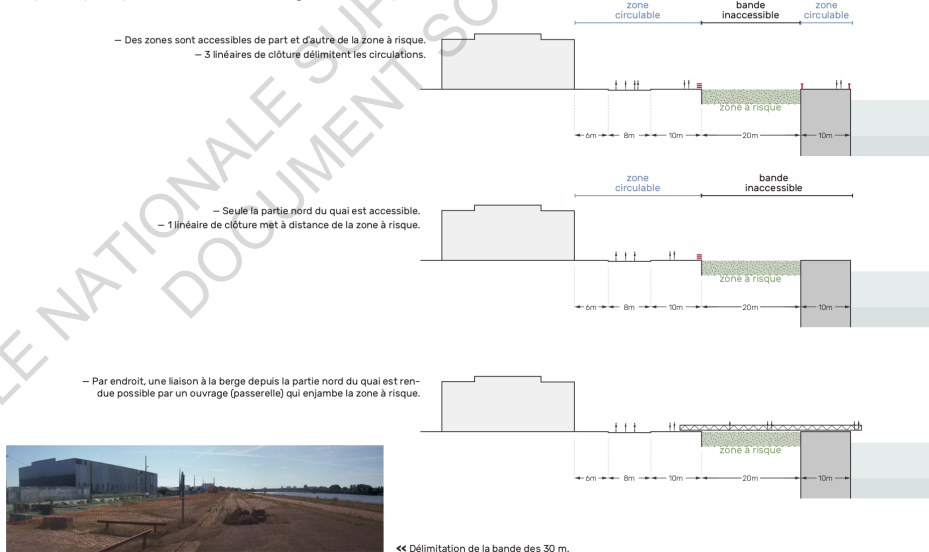 zone
circulable
bande
inaccessible
zone
circulable
— Des zones sont accessibles de part et d'autre de la zone à risque.
— 3 linéaires de clôture délimitent les circulations.
zone à risque
6m
8m
10m
20m
10m
zone
circulable
bande
inaccessible
— Seule la partie nord du quai est accessible.
— 1 linéaire de clôture met à distance de la zone à risque.
zone à risque
6m
8m
10m
20m
10m
— Par endroit, une liaison à la berge depuis la partie nord du quai est ren-
due possible par un ouvrage (passerelle) qui enjambe la zone à risque.
zone à risque
6m
8m
10m
20m
10m
<< Délimitation de la bande des 30 m.
LE NATIONALE SUP
DOCUMENT SO